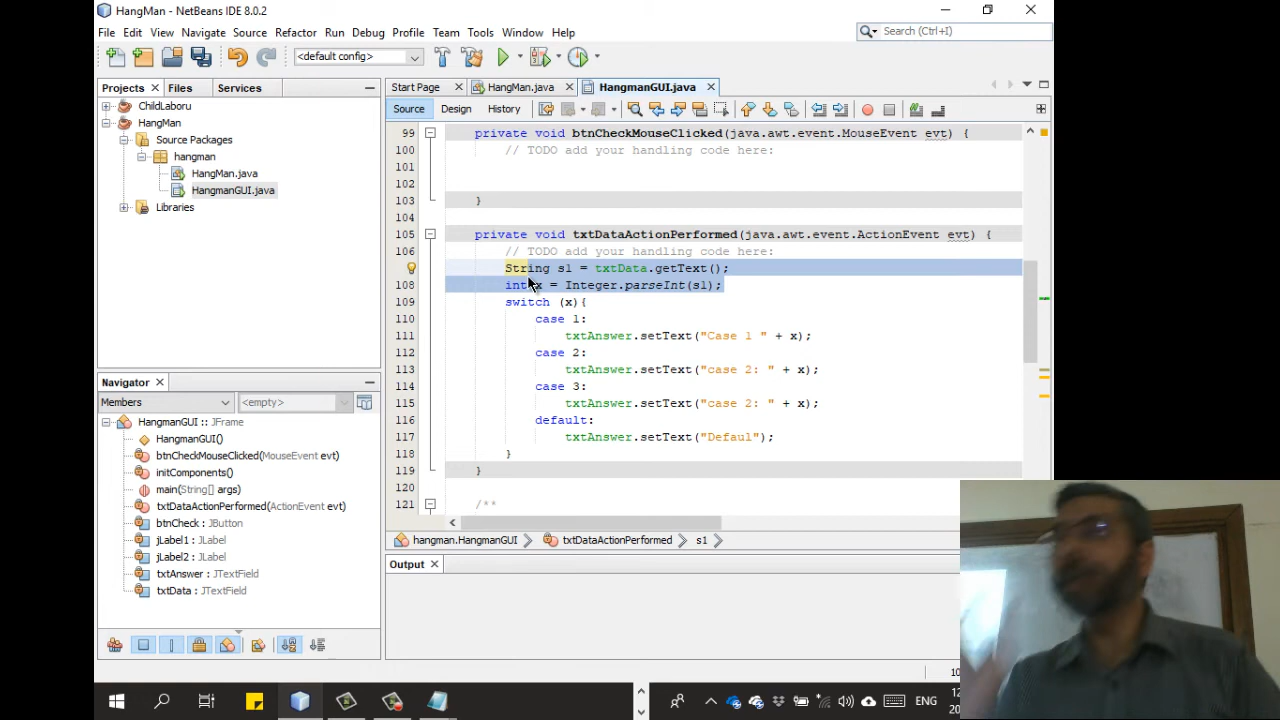 HangMan - NetBeans IDE 8.0.2
File Edit View Navigate Source Refactor Run Debug Profile Team Tools Window Help
Search (Ctrl+I)
<default config>
Projects Files Services
Start Page HangMan.java HangmanGUI.java
ChildLaboru
HangMan
Source Packages
hangman
HangMan.java
HangmanGUI.java
Libraries
Source Design History
99 private void btnCheckMouseClicked(java.awt.event.MouseEvent evt) {
100 // TODO add your handling code here:
101
102
103 }
104
105 private void txtDataActionPerformed(java.awt.event.ActionEvent evt) {
106 // TODO add your handling code here:
String s1 = txtData.getText();
108 int x = Integer.parseInt(s1);
109 switch (x){
110 case 1:
111 txtAnswer.setText("Case 1 " + x);
112 case 2:
113 txtAnswer.setText("case 2: " + x);
114 case 3:
115 txtAnswer.setText("case 2: " + x);
116 default:
117 txtAnswer.setText("Defaul");
118 }
119 }
120
121 /**
Navigator
Members <empty>
HangmanGUI :: JFrame
HangmanGUI()
btnCheckMouseClicked(MouseEvent evt)
initComponents()
main(String[] args)
txtDataActionPerformed(ActionEvent evt)
btnCheck : JButton
jLabel1 : JLabel
jLabel2 : JLabel
txtAnswer : JTextField
txtData : JTextField
hangman.HangmanGUI txtDataActionPerformed s1
Output
10
ENG
12
20